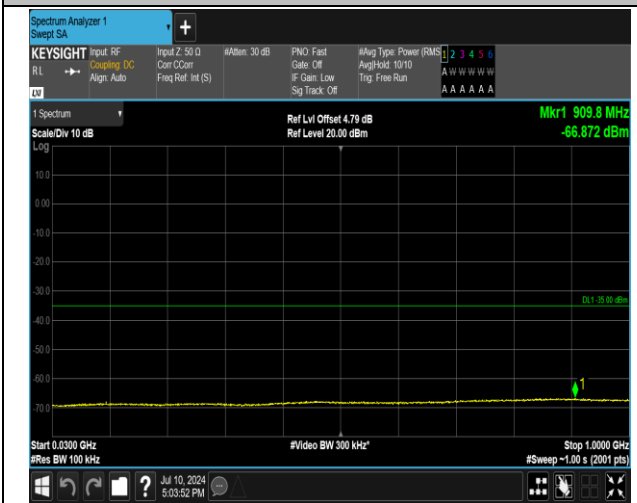 Spectrum Analyzer 1
Swept SA
+
KEYSIGHT
RL
LXI
Input: RF
Coupling: DC
Align: Auto
Input Z: 50 Ω
Corr CCorr
Freq Ref: Int (S)
#Atten: 30 dB
PNO: Fast
Gate: Off
IF Gain: Low
Sig Track: Off
#Avg Type: Power (RMS
Avg|Hold: 10/10
Trig: Free Run
1 2 3 4 5 6
A W W W W W
A A A A A A
1 Spectrum
Scale/Div 10 dB
Ref Lvl Offset 4.79 dB
Ref Level 20.00 dBm
Mkr1 909.8 MHz
-66.872 dBm
Log
10.0
0.00
-10.0
-20.0
-30.0
DL1 -35.00 dBm
-40.0
-50.0
-60.0
1
-70.0
Start 0.0300 GHz
#Res BW 100 kHz
#Video BW 300 kHz*
Stop 1.0000 GHz
#Sweep ~1.00 s (2001 pts)
?
Jul 10, 2024
5:03:52 PM